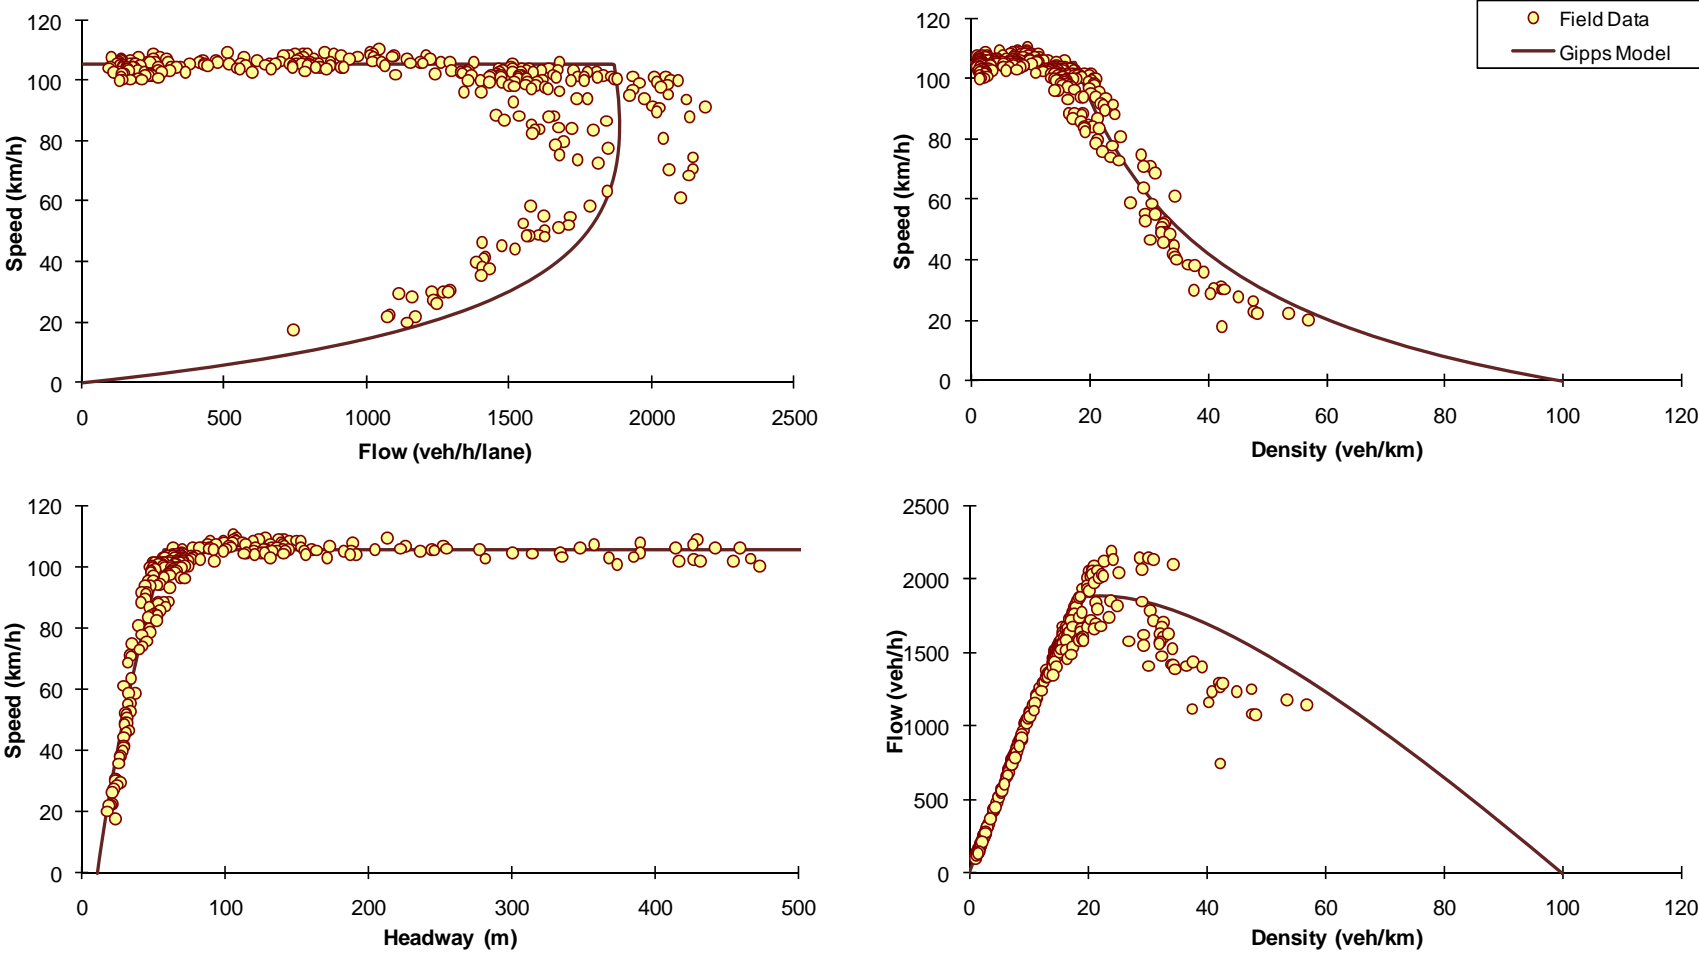 120
100
80
60
40
20
0
Speed (km/h)
0 500 1000 1500 2000 2500
Flow (veh/h/lane)
120
100
80
60
40
20
0
Speed (km/h)
0 20 40 60 80 100 120
Density (veh/km)
Field Data
Gipps Model
120
100
80
60
40
20
0
Speed (km/h)
0 100 200 300 400 500
Headway (m)
2500
2000
1500
1000
500
0
Flow (veh/h)
0 20 40 60 80 100 120
Density (veh/km)